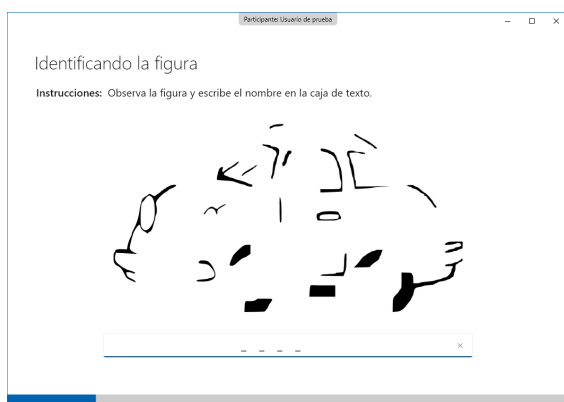 Participante: Usuario de prueba
Identificando la figura
Instrucciones: Observa la figura y escribe el nombre en la caja de texto.
_ _ _ _